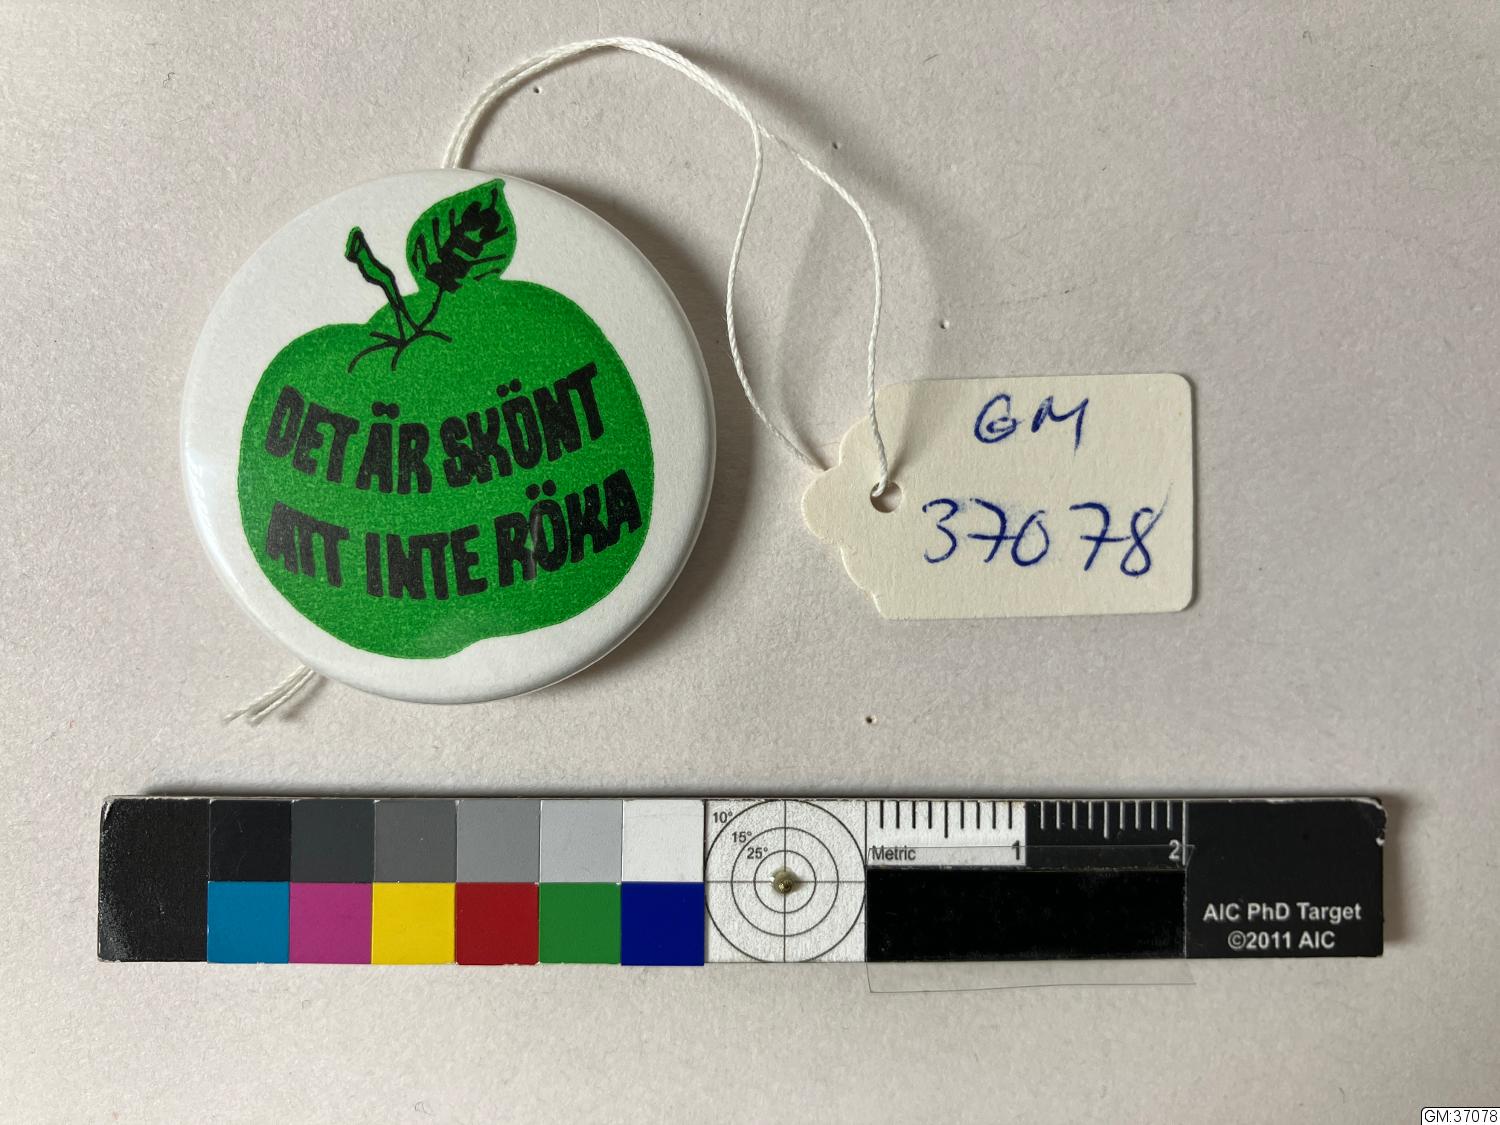 DET ÄR SKÖNT
ATT INTE RÖKA
GM
37078
10°
15°
25°
Metric
1
2
AIC PhD Target
©2011 AIC
GM:37078